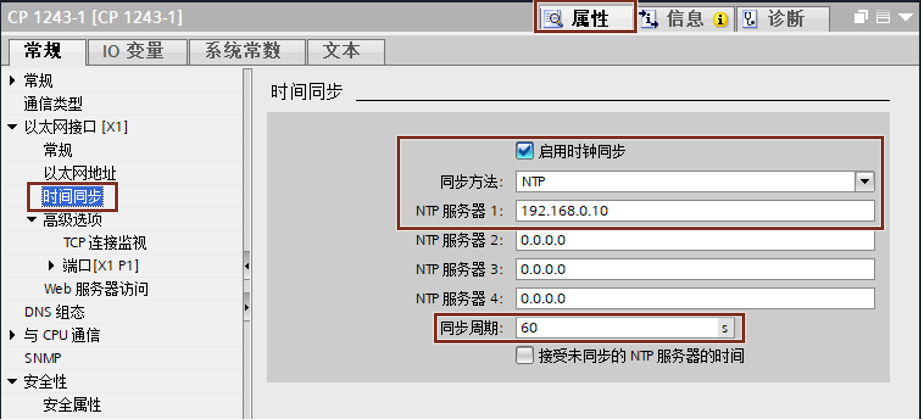 CP 1243-1 [CP 1243-1]
属性 信息 诊断
常规 IO 变量 系统常数 文本
常规
通信类型
以太网接口 [X1]
常规
以太网地址
时间同步
高级选项
TCP 连接监视
端口[X1 P1]
Web 服务器访问
DNS 组态
与 CPU 通信
SNMP
安全性
安全属性
时间同步
启用时钟同步
同步方法: NTP
NTP 服务器 1: 192.168.0.10
NTP 服务器 2: 0.0.0.0
NTP 服务器 3: 0.0.0.0
NTP 服务器 4: 0.0.0.0
同步周期: 60 s
接受未同步的 NTP 服务器的时间